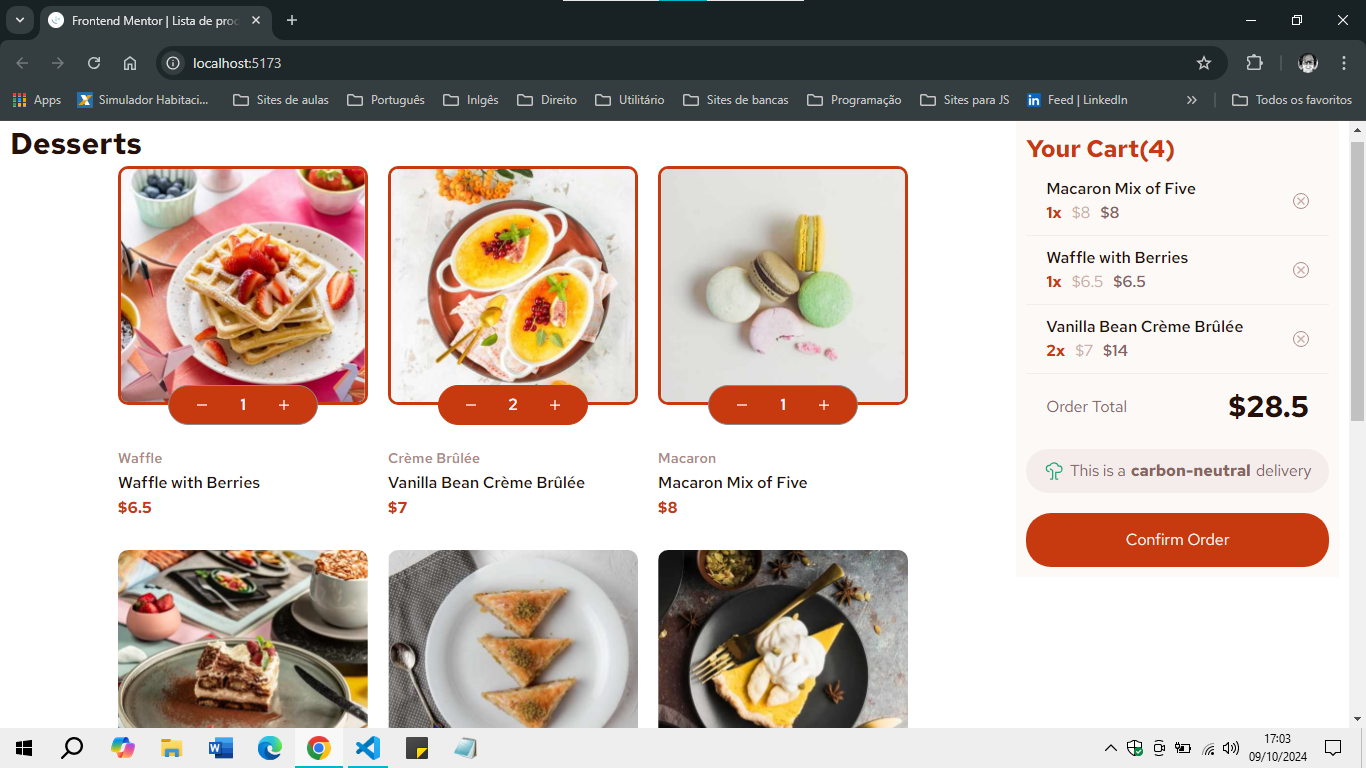 Frontend Mentor | Lista de proc
localhost:5173
Apps
Simulador Habitaci...
Sites de aulas
Português
Inlgês
Direito
Utilitário
Sites de bancas
Programação
Sites para JS
in Feed | LinkedIn
Todos os favoritos
Desserts
1
2
1
Waffle
Waffle with Berries
$6.5
Crème Brûlée
Vanilla Bean Crème Brûlée
$7
Macaron
Macaron Mix of Five
$8
Your Cart(4)
Macaron Mix of Five
1x $8 $8
Waffle with Berries
1x $6.5 $6.5
Vanilla Bean Crème Brûlée
2x $7 $14
Order Total $28.5
This is a carbon-neutral delivery
Confirm Order
17:03
09/10/2024